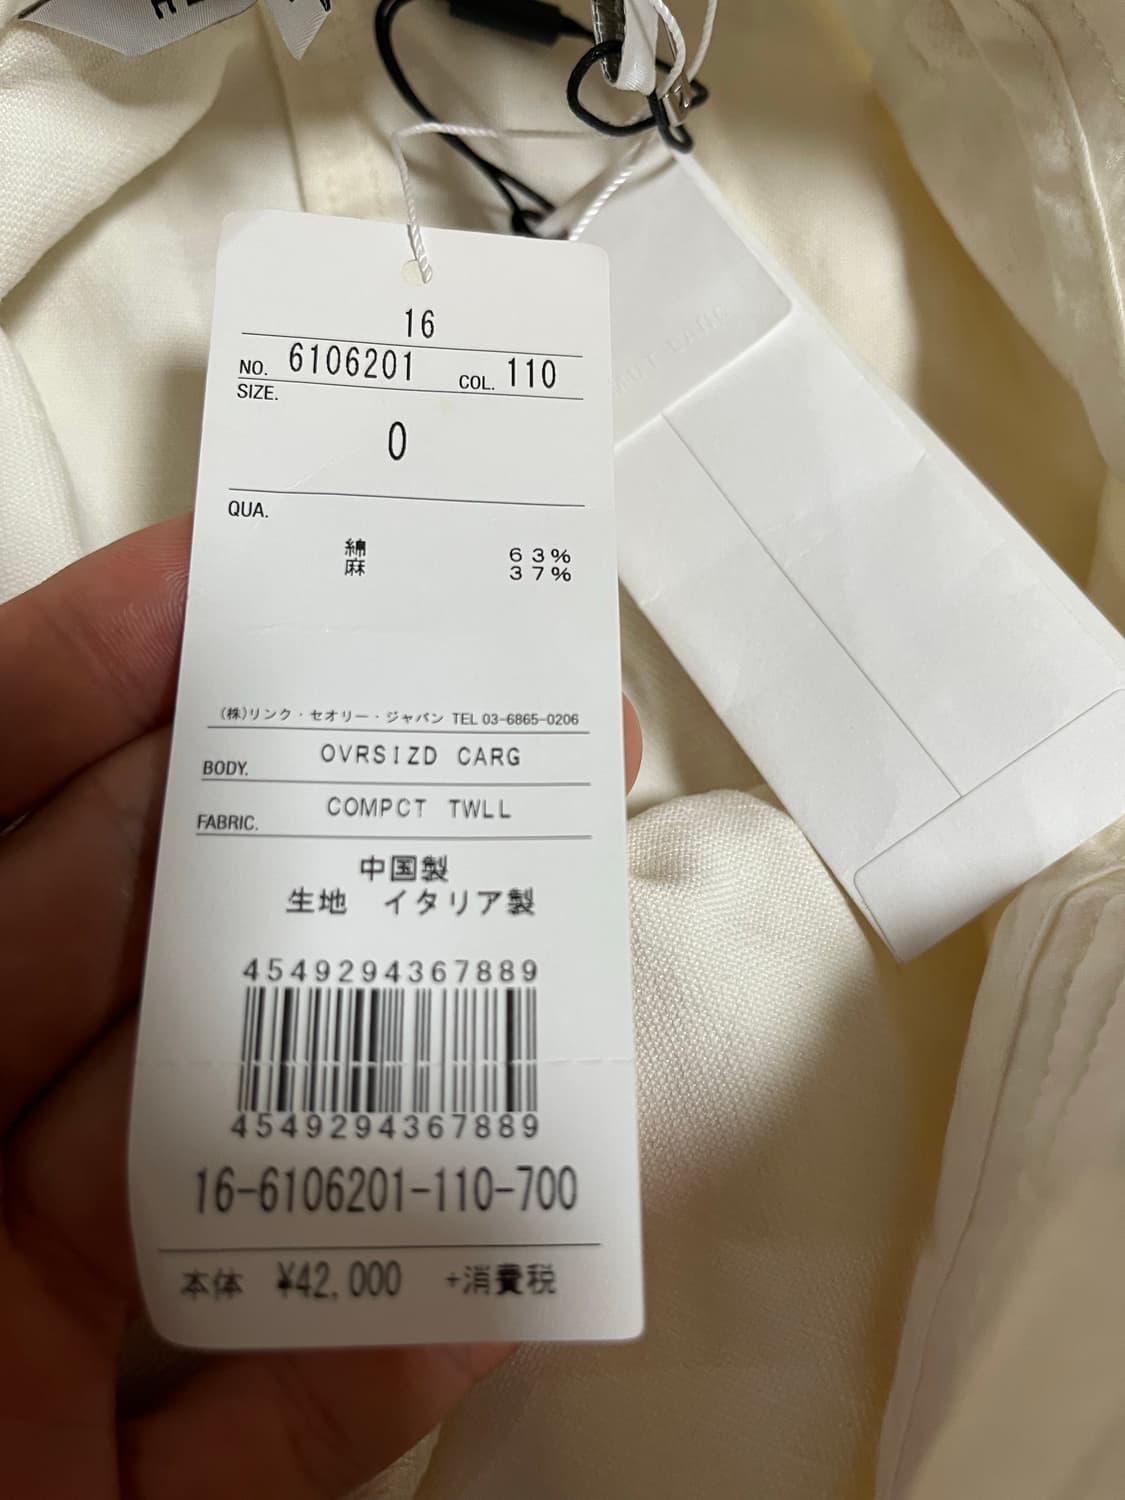 16
NO. 6106201 COL. 110
SIZE.
0
QUA.
綿 63%
麻 37%
(株)リンク・セオリー・ジャパン TEL 03-6865-0206
BODY. OVRSIZD CARG
FABRIC. COMPCT TWLL
中国製
生地 イタリア製
4549294367889
4549294367889
16-6106201-110-700
本体 ¥42,000 +消費税